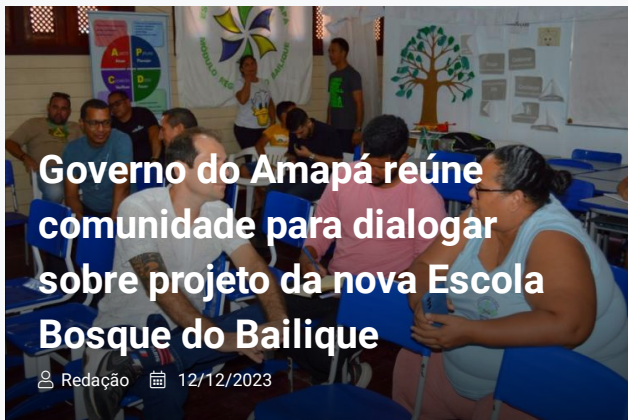 Governo do Amapá reúne
comunidade para dialogar
sobre projeto da nova Escola
Bosque do Bailique
Redação 12/12/2023